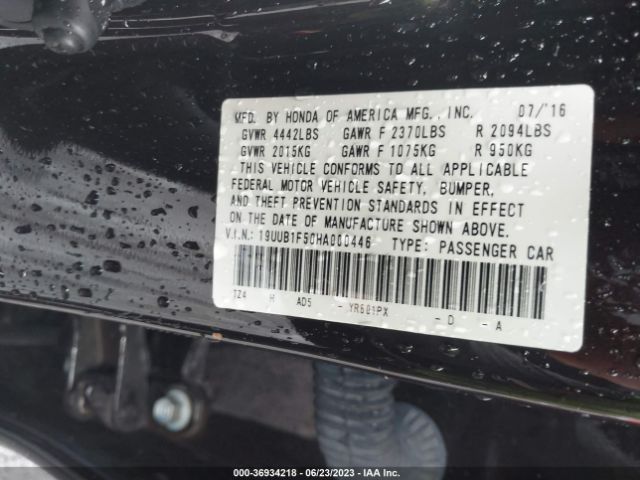 MFD. BY HONDA OF AMERICA MFG., INC. 07/'16
GVWR 4442LBS GAWR F 2370LBS R 2094LBS
GVWR 2015KG GAWR F 1075KG R 950KG
THIS VEHICLE CONFORMS TO ALL APPLICABLE
FEDERAL MOTOR VEHICLE SAFETY, BUMPER,
AND THEFT PREVENTION STANDARDS IN EFFECT
ON THE DATE OF MANUFACTURE SHOWN ABOVE.
V.I.N.: 19UUB1F50HA000446 TYPE: PASSENGER CAR
TZ4 H AD5 - YR601PX - D - A
000-36934218 - 06/23/2023 - IAA Inc.